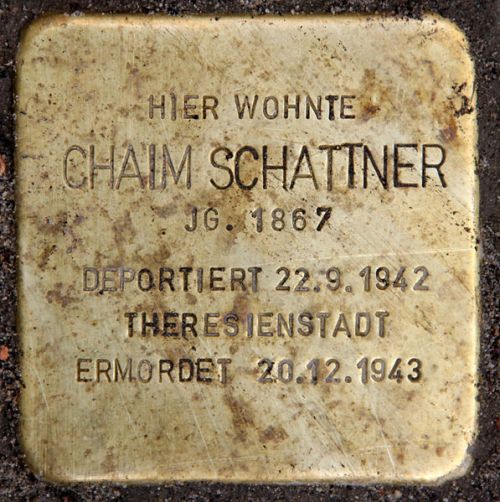 HIER WOHNTE
CHAIM SCHATTNER
JG. 1867
DEPORTIERT 22.9.1942
THERESIENSTADT
ERMORDET 20.12.1943